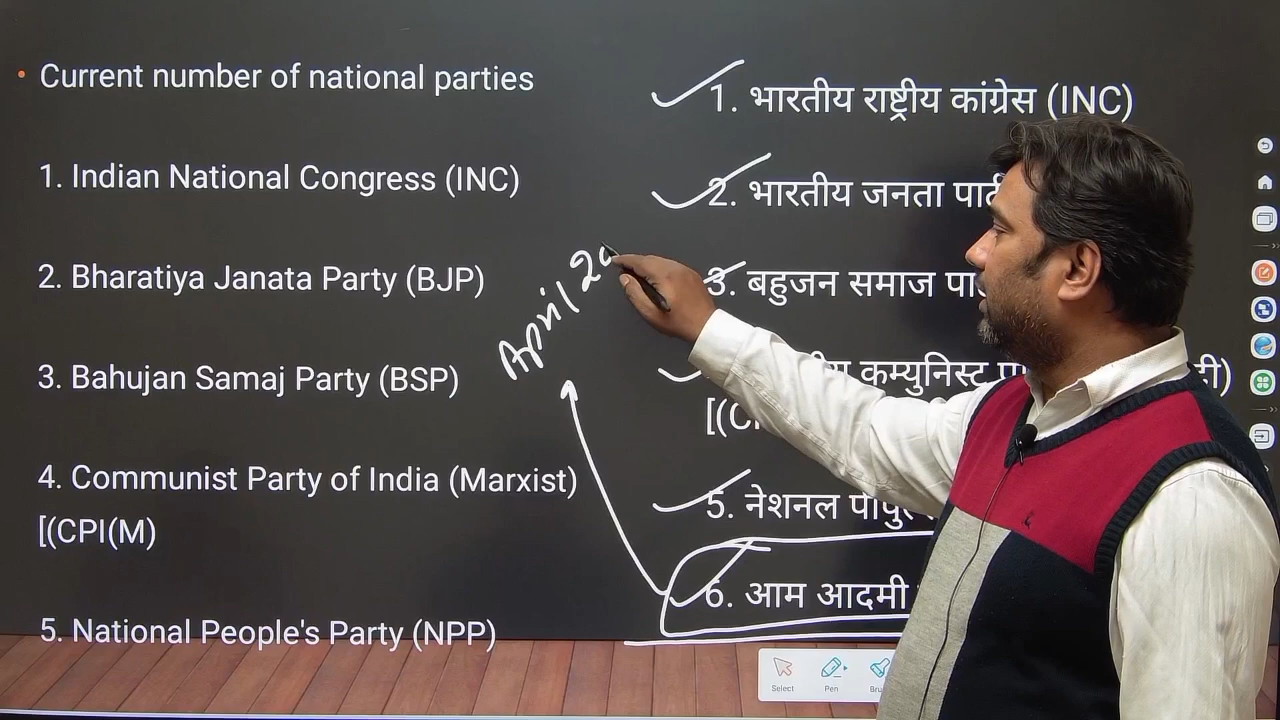 Current number of national parties
1. Indian National Congress (INC)
2. Bharatiya Janata Party (BJP)
3. Bahujan Samaj Party (BSP)
4. Communist Party of India (Marxist)
[(CPI(M)
5. National People's Party (NPP)
April
1. भारतीय राष्ट्रीय कांग्रेस (INC)
2. भारतीय जनता
3. बहुजन समाज
कम्युनिस्ट
5. नेशनल
6. आम आदमी
Select
Pen